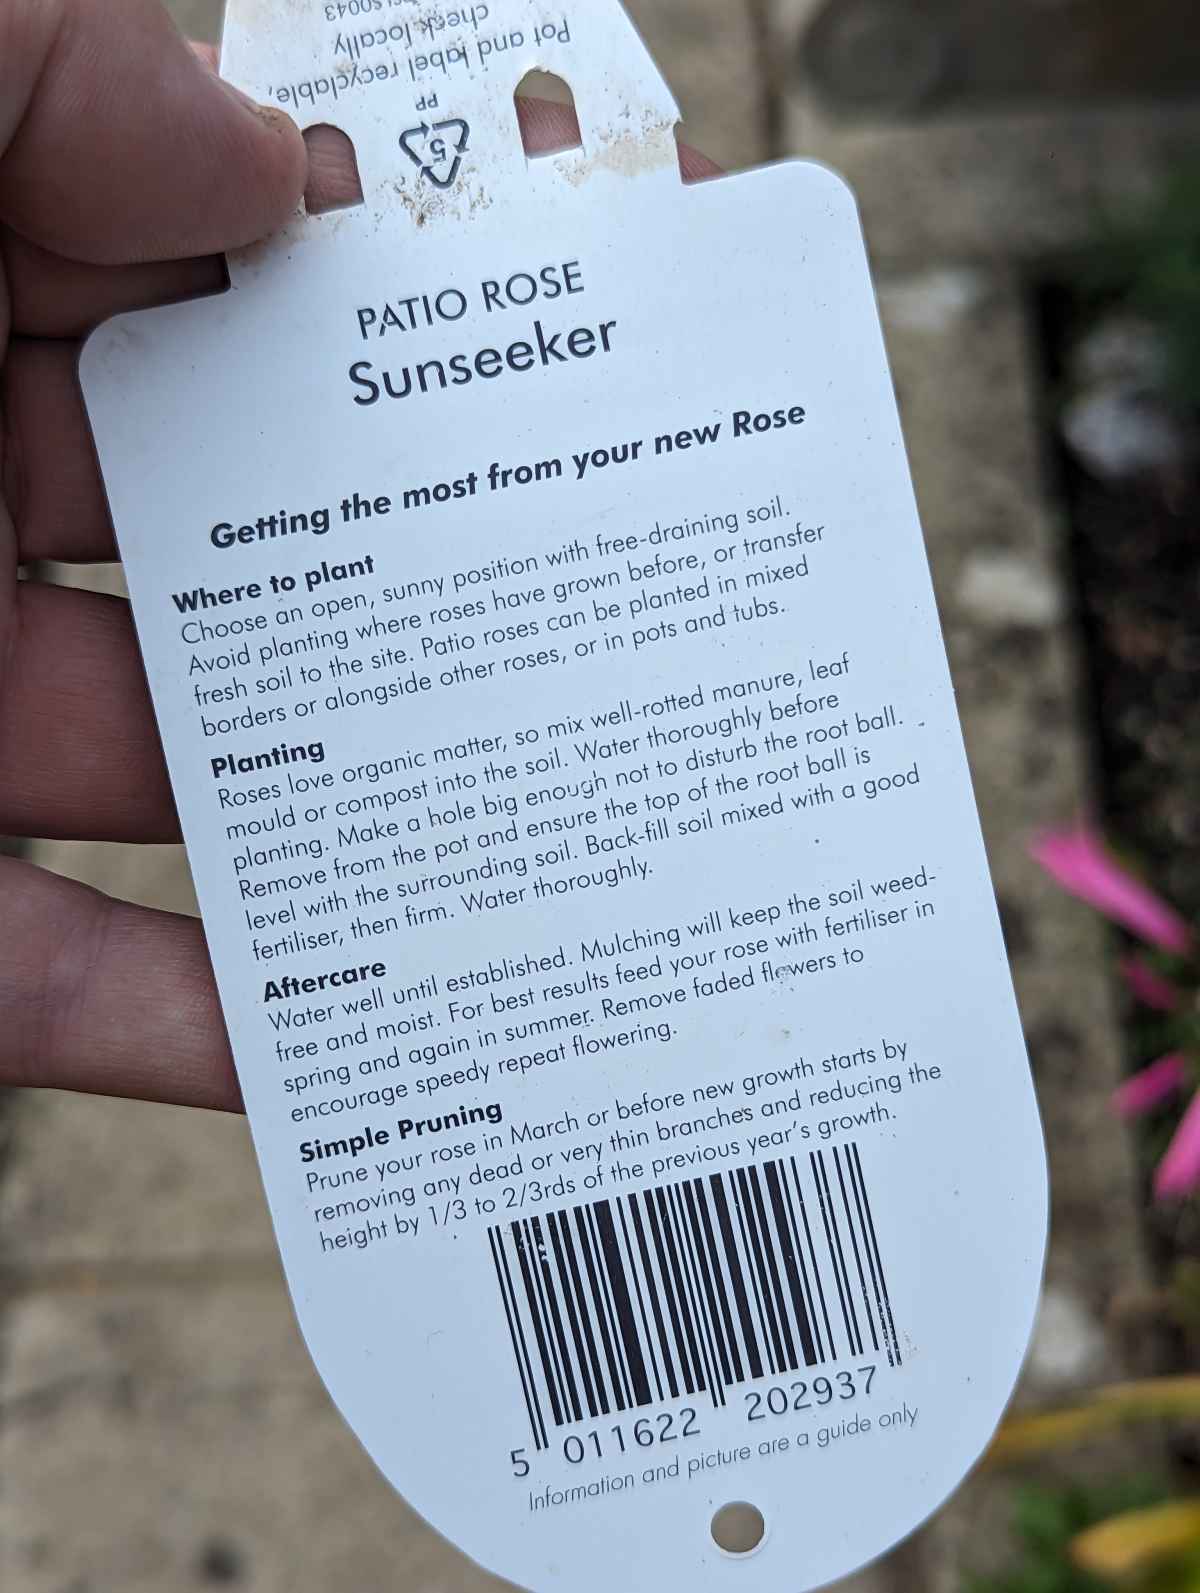 check locally
Pot and label recyclable,
PP
5
PATIO ROSE
Sunseeker
Getting the most from your new Rose
Where to plant
Choose an open, sunny position with free-draining soil.
Avoid planting where roses have grown before, or transfer
fresh soil to the site. Patio roses can be planted in mixed
borders or alongside other roses, or in pots and tubs.
Planting
Roses love organic matter, so mix well-rotted manure, leaf
mould or compost into the soil. Water thoroughly before
planting. Make a hole big enough not to disturb the root ball.
Remove from the pot and ensure the top of the root ball is
level with the surrounding soil. Back-fill soil mixed with a good
fertiliser, then firm. Water thoroughly.
Aftercare
Water well until established. Mulching will keep the soil weed-
free and moist. For best results feed your rose with fertiliser in
spring and again in summer. Remove faded flowers to
encourage speedy repeat flowering.
Simple Pruning
Prune your rose in March or before new growth starts by
removing any dead or very thin branches and reducing the
height by 1/3 to 2/3rds of the previous year's growth.
5 011622 202937
Information and picture are a guide only